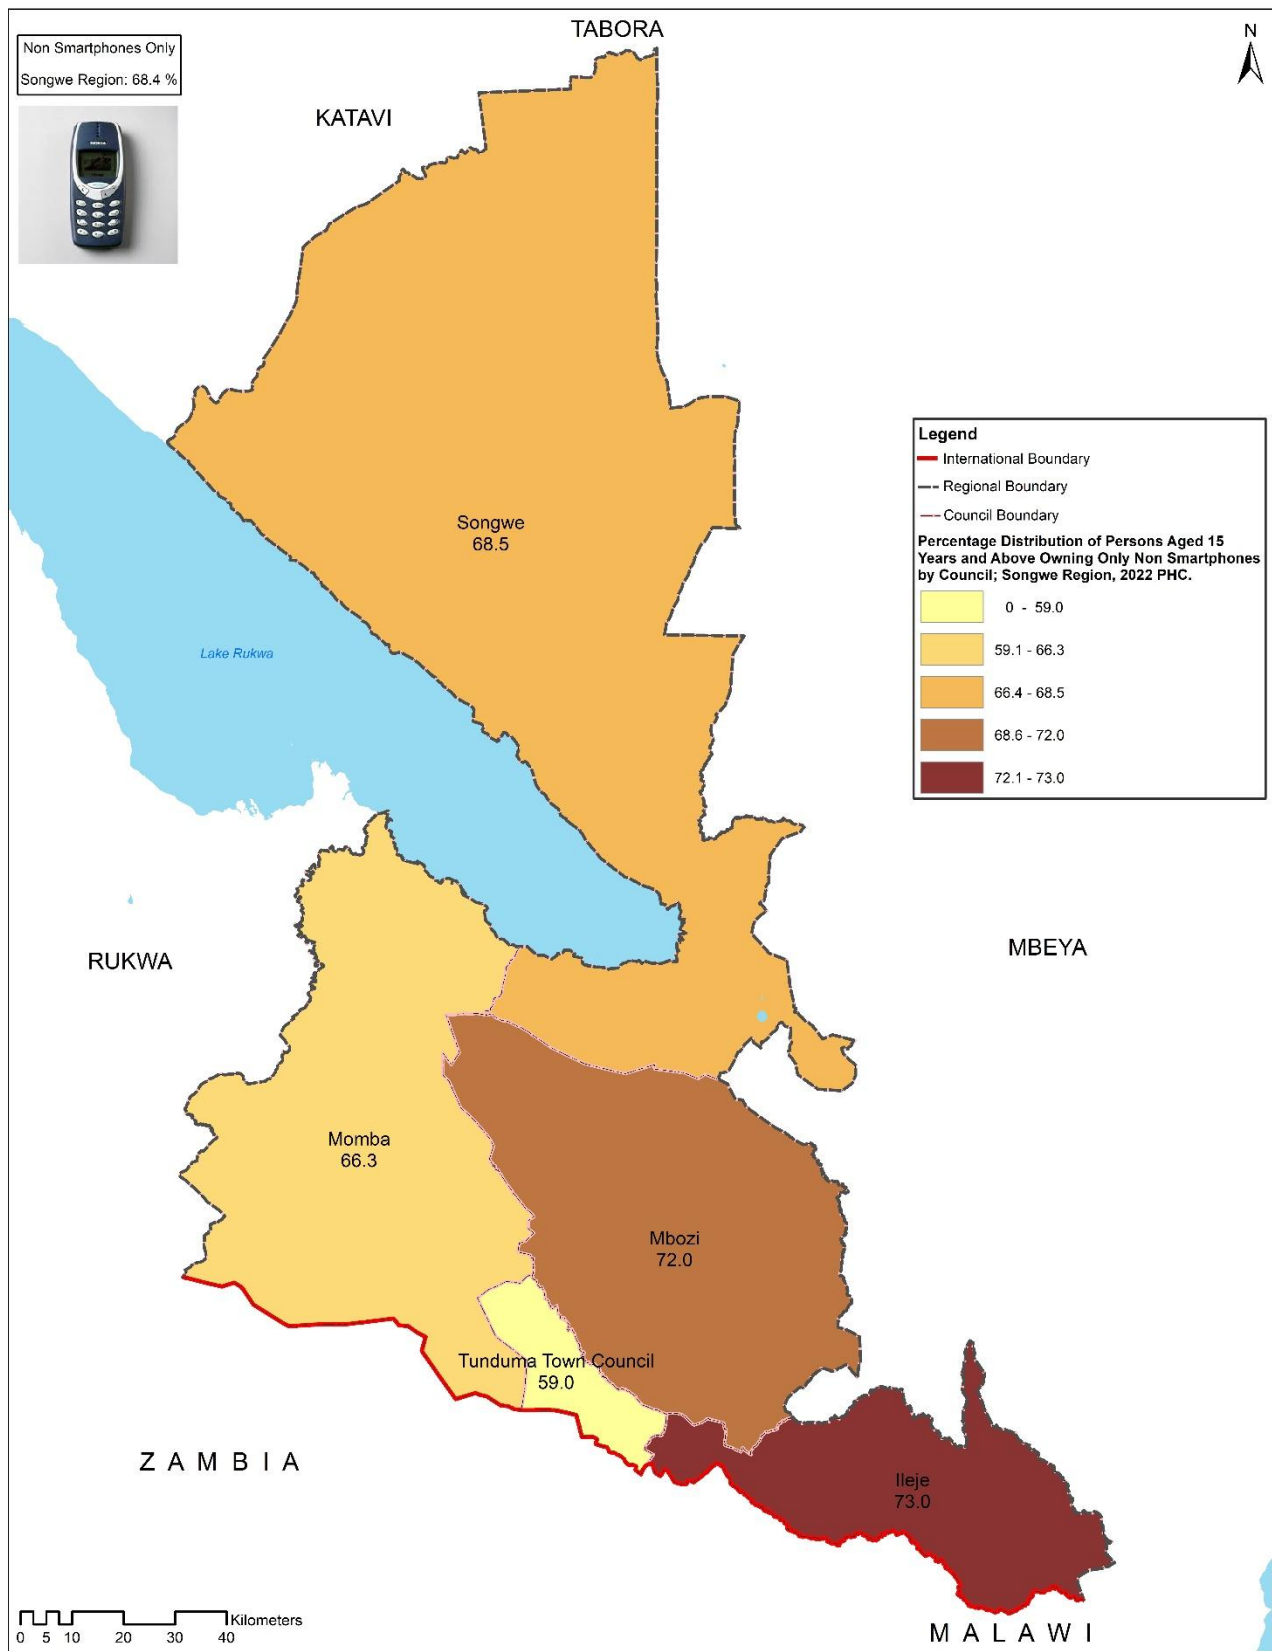 TABORA
N
Non Smartphones Only
Songwe Region: 68.4 %
KATAVI
NOKIA
Legend
International Boundary
Regional Boundary
Council Boundary
Percentage Distribution of Persons Aged 15
Years and Above Owning Only Non Smartphones
by Council; Songwe Region, 2022 PHC.
0 - 59.0
59.1 - 66.3
66.4 - 68.5
68.6 - 72.0
72.1 - 73.0
Songwe
68.5
Lake Rukwa
RUKWA
MBEYA
Momba
66.3
Mbozi
72.0
Tunduma Town Council
59.0
ZAMBIA
Ileje
73.0
Kilometers
0 5 10 20 30 40
MALAWI